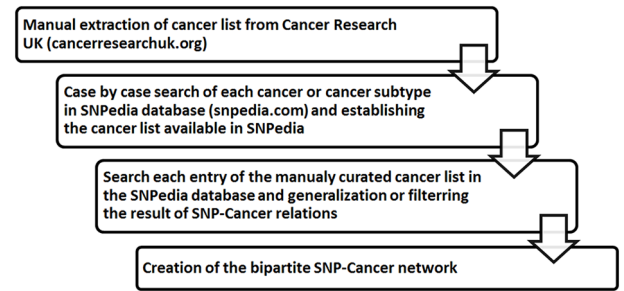 Manual extraction of cancer list from Cancer Research
UK (cancerresearchuk.org)
Case by case search of each cancer or cancer subtype
in SNPedia database (snpedia.com) and establishing
the cancer list available in SNPedia
Search each entry of the manualy curated cancer list in
the SNPedia database and generalization or filterring
the result of SNP-Cancer relations
Creation of the bipartite SNP-Cancer network